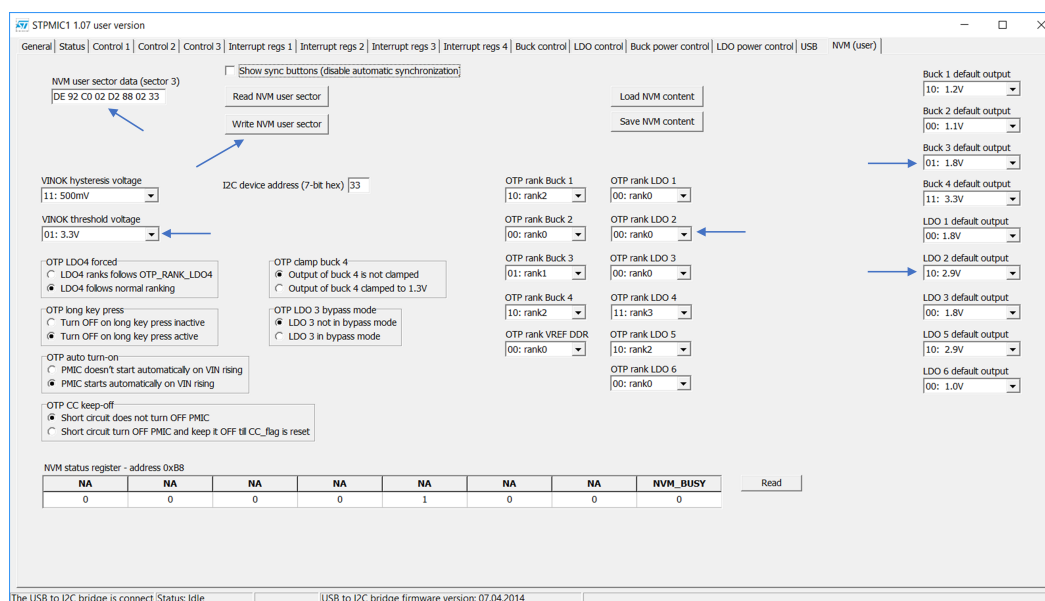 STPMIC1 1.07 user version
General Status Control 1 Control 2 Control 3 Interrupt regs 1 Interrupt regs 2 Interrupt regs 3 Interrupt regs 4 Buck control LDO control Buck power control LDO power control USB NVM (user)
NVM user sector data (sector 3)
DE 92 C0 02 D2 88 02 33
Show sync buttons (disable automatic synchronization)
Read NVM user sector
Write NVM user sector
Load NVM content
Save NVM content
VINOK hysteresis voltage
11: 500mV
I2C device address (7-bit hex) 33
VINOK threshold voltage
01: 3.3V
OTP LDO4 forced
LDO4 ranks follows OTP_RANK_LDO4
LDO4 follows normal ranking
OTP long key press
Turn OFF on long key press inactive
Turn OFF on long key press active
OTP auto turn-on
PMIC doesn't start automatically on VIN rising
PMIC starts automatically on VIN rising
OTP CC keep-off
Short circuit does not turn OFF PMIC
Short circuit turn OFF PMIC and keep it OFF til CC_flag is reset
OTP clamp buck 4
Output of buck 4 is not clamped
Output of buck 4 clamped to 1.3V
OTP LDO 3 bypass mode
LDO 3 not in bypass mode
LDO 3 in bypass mode
OTP rank Buck 1
10: rank2
OTP rank Buck 2
00: rank0
OTP rank Buck 3
01: rank1
OTP rank Buck 4
10: rank2
OTP rank VREF DDR
00: rank0
OTP rank LDO 1
00: rank0
OTP rank LDO 2
00: rank0
OTP rank LDO 3
00: rank0
OTP rank LDO 4
11: rank3
OTP rank LDO 5
10: rank2
OTP rank LDO 6
00: rank0
Buck 1 default output
10: 1.2V
Buck 2 default output
00: 1.1V
Buck 3 default output
01: 1.8V
Buck 4 default output
11: 3.3V
LDO 1 default output
00: 1.8V
LDO 2 default output
10: 2.9V
LDO 3 default output
00: 1.8V
LDO 5 default output
10: 2.9V
LDO 6 default output
00: 1.0V
NVM status register - address 0xB8
NA NA NA NA NA NA NA NVM_BUSY
0 0 0 0 1 0 0 0
Read
The USB to I2C bridge is connect Status: Idle USB to I2C bridge firmware version: 07.04.2014